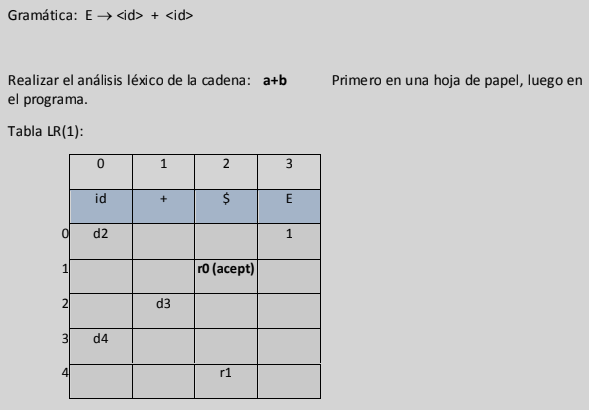 Gramática: E → <id> + <id>
Realizar el análisis léxico de la cadena: a+b Primero en una hoja de papel, luego en
el programa.
Tabla LR(1):
0 1 2 3
id + $ E
0 d2 1
1 r0 (acept)
2 d3
3 d4
4 r1